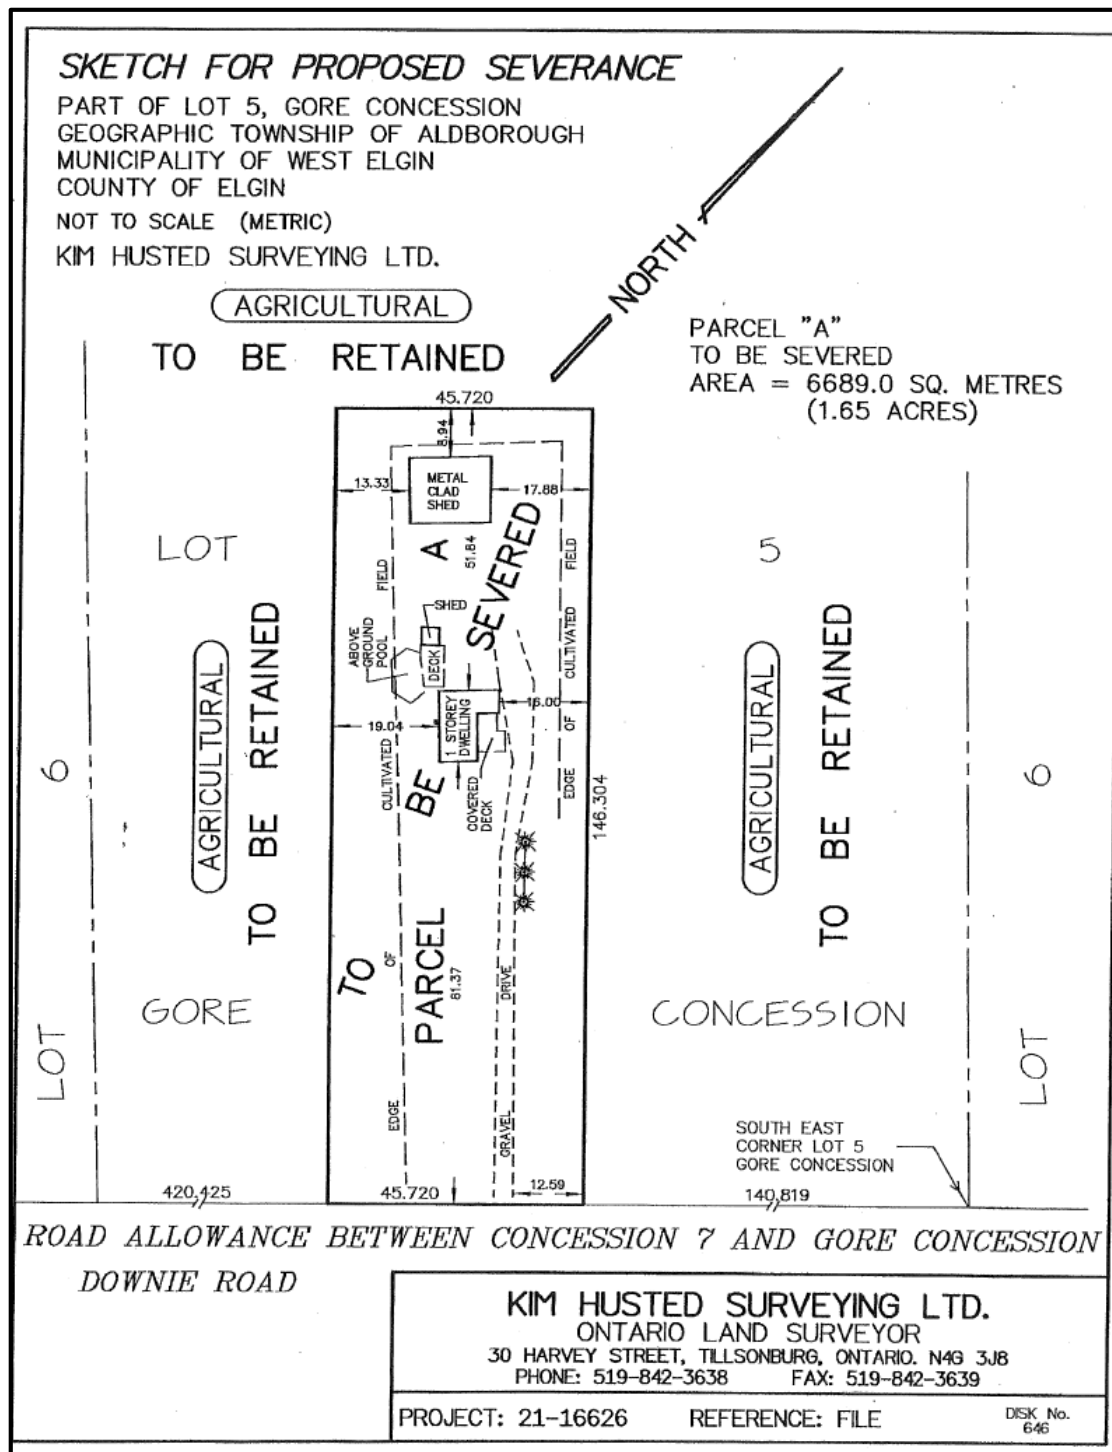 SKETCH FOR PROPOSED SEVERANCE
PART OF LOT 5, GORE CONCESSION
GEOGRAPHIC TOWNSHIP OF ALDBOROUGH
MUNICIPALITY OF WEST ELGIN
COUNTY OF ELGIN
NOT TO SCALE (METRIC)
KIM HUSTED SURVEYING LTD.
NORTH
AGRICULTURAL
TO BE RETAINED
PARCEL "A"
TO BE SEVERED
AREA = 6689.0 SQ. METRES
(1.65 ACRES)
45.720
8.94
13.33
METAL
CLAD
SHED
17.88
LOT
5
A
51.84
SEVERED
FIELD
FIELD
SHED
ABOVE
GROUND
POOL
DECK
CULTIVATED
16.00
19.04
1 STOREY
DWELLING
OF
EDGE
CULTIVATED
BE
COVERED
DECK
146.304
6
AGRICULTURAL
TO BE RETAINED
AGRICULTURAL
TO BE RETAINED
6
TO
OF
PARCEL
81.37
DRIVE
GORE
CONCESSION
LOT
LOT
EDGE
GRAVEL
SOUTH EAST
CORNER LOT 5
GORE CONCESSION
420.425
45.720
12.59
140.819
ROAD ALLOWANCE BETWEEN CONCESSION 7 AND GORE CONCESSION
DOWNIE ROAD
KIM HUSTED SURVEYING LTD.
ONTARIO LAND SURVEYOR
30 HARVEY STREET, TILLSONBURG, ONTARIO. N4G 3J8
PHONE: 519-842-3638 FAX: 519-842-3639
PROJECT: 21-16626 REFERENCE: FILE
DISK No.
646